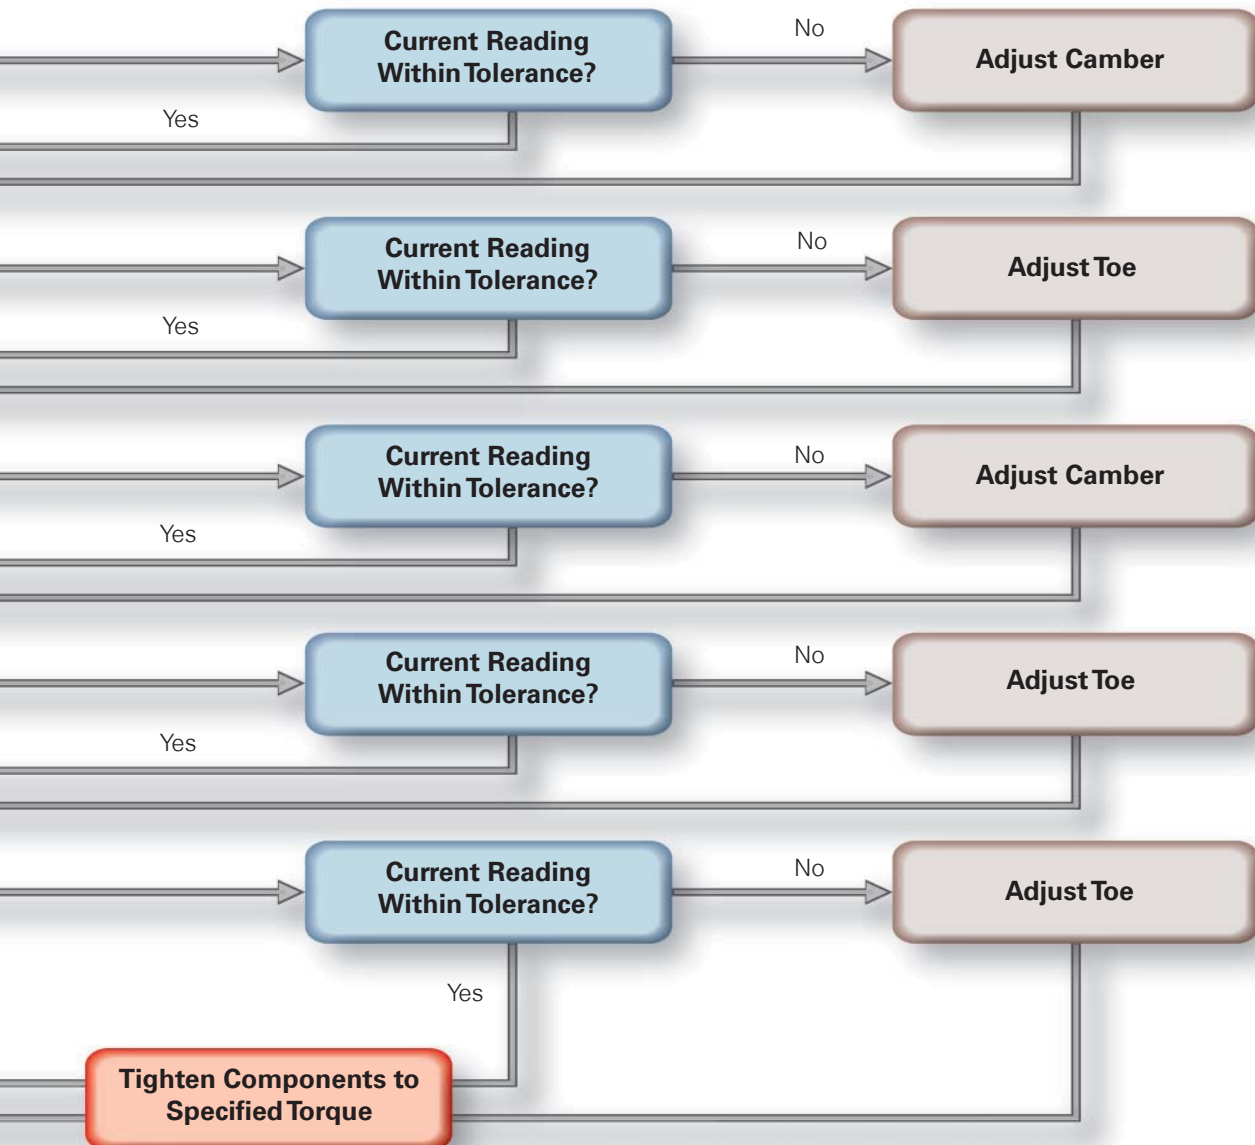 Current Reading
Within Tolerance?
No
Adjust Camber
Yes
Current Reading
Within Tolerance?
No
Adjust Toe
Yes
Current Reading
Within Tolerance?
No
Adjust Camber
Yes
Current Reading
Within Tolerance?
No
Adjust Toe
Yes
Current Reading
Within Tolerance?
No
Adjust Toe
Yes
Tighten Components to
Specified Torque